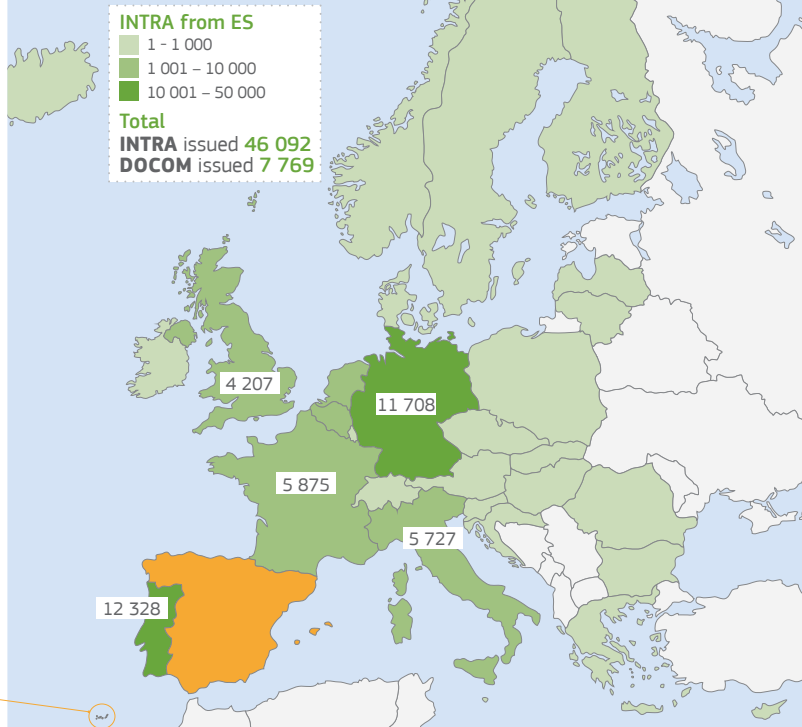 INTRA from ES
1 - 1 000
1 001 – 10 000
10 001 – 50 000
Total
INTRA issued 46 092
DOCOM issued 7 769
4 207
11 708
5 875
5 727
12 328